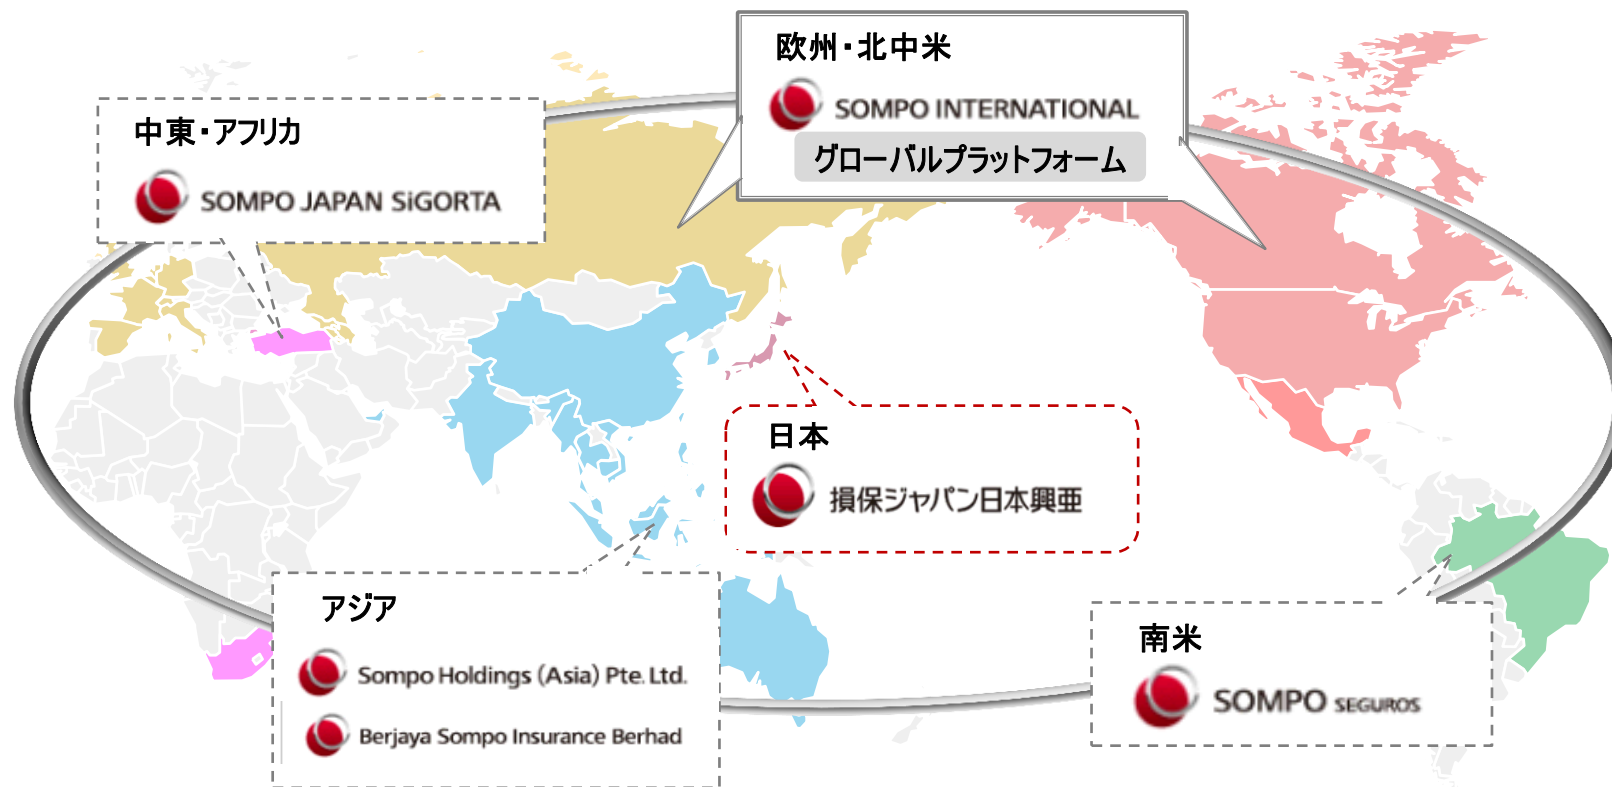 欧州・北中米
SOMPO INTERNATIONAL
グローバルプラットフォーム
中東・アフリカ
SOMPO JAPAN SiGORTA
日本
損保ジャパン日本興亜
アジア
Sompo Holdings (Asia) Pte. Ltd.
Berjaya Sompo Insurance Berhad
南米
SOMPO SEGUROS